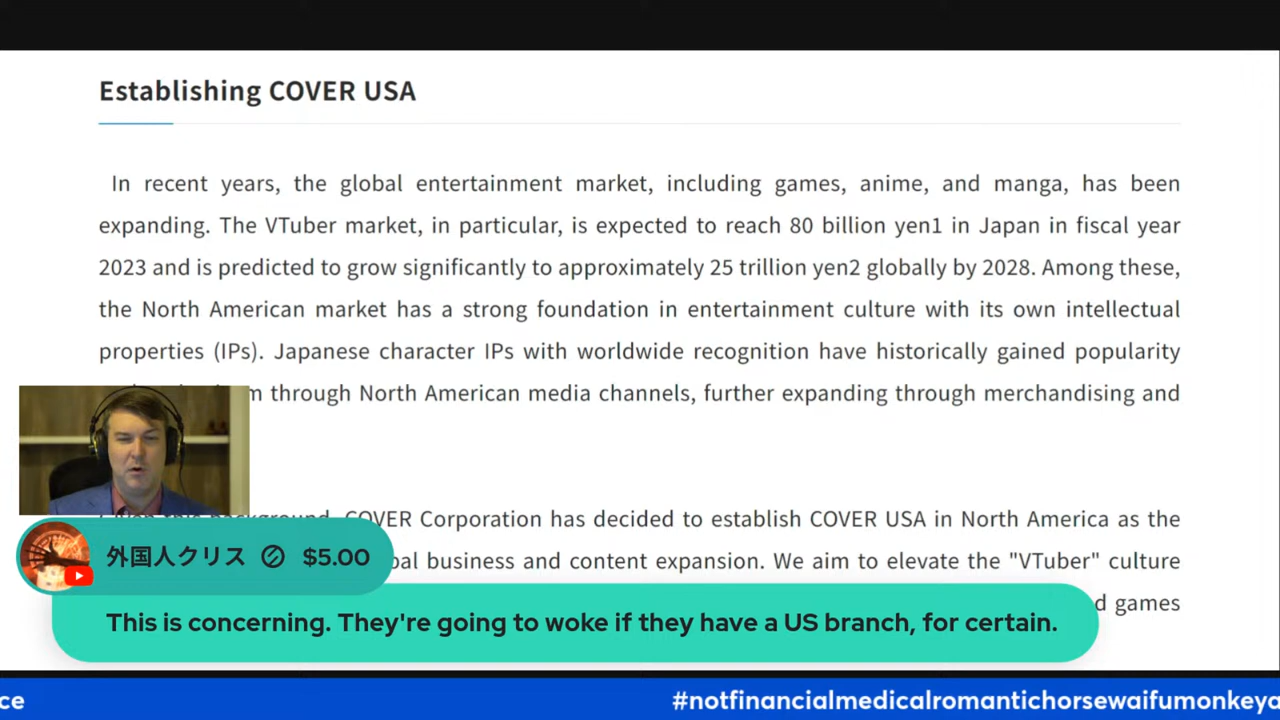 Establishing COVER USA
In recent years, the global entertainment market, including games, anime, and manga, has been
expanding. The VTuber market, in particular, is expected to reach 80 billion yen1 in Japan in fiscal year
2023 and is predicted to grow significantly to approximately 25 trillion yen2 globally by 2028. Among these,
the North American market has a strong foundation in entertainment culture with its own intellectual
properties (IPs). Japanese character IPs with worldwide recognition have historically gained popularity
through North American media channels, further expanding through merchandising and
COVER Corporation has decided to establish COVER USA in North America as the
business and content expansion. We aim to elevate the "VTuber" culture
games
外国人クリス $5.00
This is concerning. They're going to woke if they have a US branch, for certain.
ce #notfinancialmedicalromantichorsewaifumonkeyc